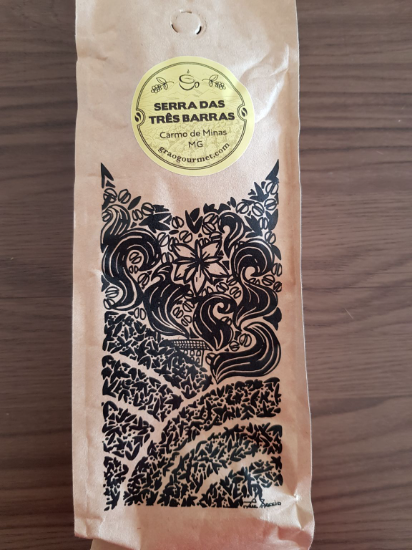 SERRA DAS
TRÊS BARRAS
Carmo de Minas
MG
graogourmet.com